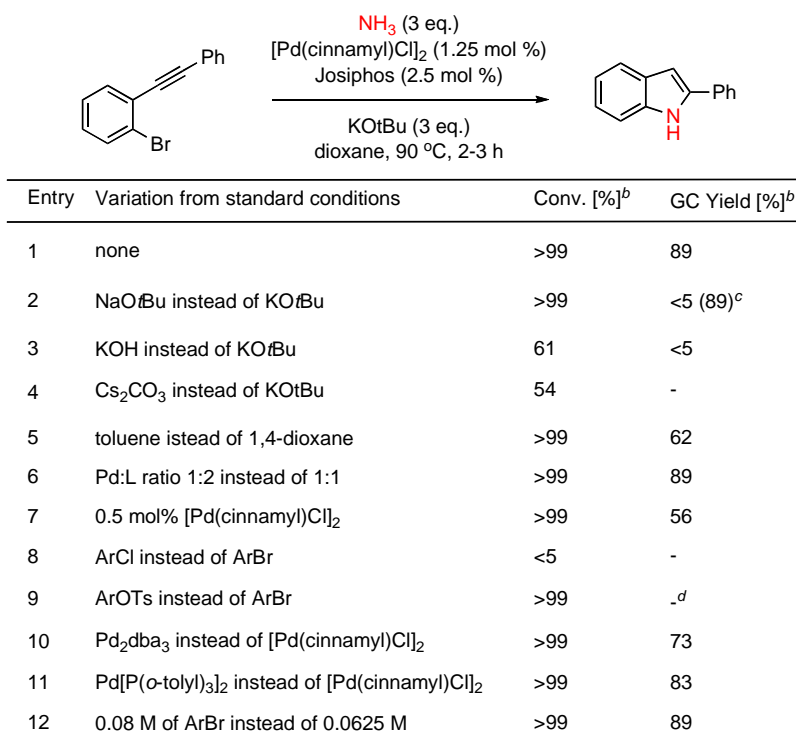 NH3 (3 eq.)
[Pd(cinnamyl)Cl]2 (1.25 mol %)
Josiphos (2.5 mol %)
KOtBu (3 eq.)
dioxane, 90 oC, 2-3 h
Ph
Br
Ph
N
H
Entry Variation from standard conditions Conv. [%]b GC Yield [%]b
1 none >99 89
2 NaOtBu instead of KOtBu >99 <5 (89)c
3 KOH instead of KOtBu 61 <5
4 Cs2CO3 instead of KOtBu 54 -
5 toluene istead of 1,4-dioxane >99 62
6 Pd:L ratio 1:2 instead of 1:1 >99 89
7 0.5 mol% [Pd(cinnamyl)Cl]2 >99 56
8 ArCl instead of ArBr <5 -
9 ArOTs instead of ArBr >99 -d
10 Pd2dba3 instead of [Pd(cinnamyl)Cl]2 >99 73
11 Pd[P(o-tolyl)3]2 instead of [Pd(cinnamyl)Cl]2 >99 83
12 0.08 M of ArBr instead of 0.0625 M >99 89